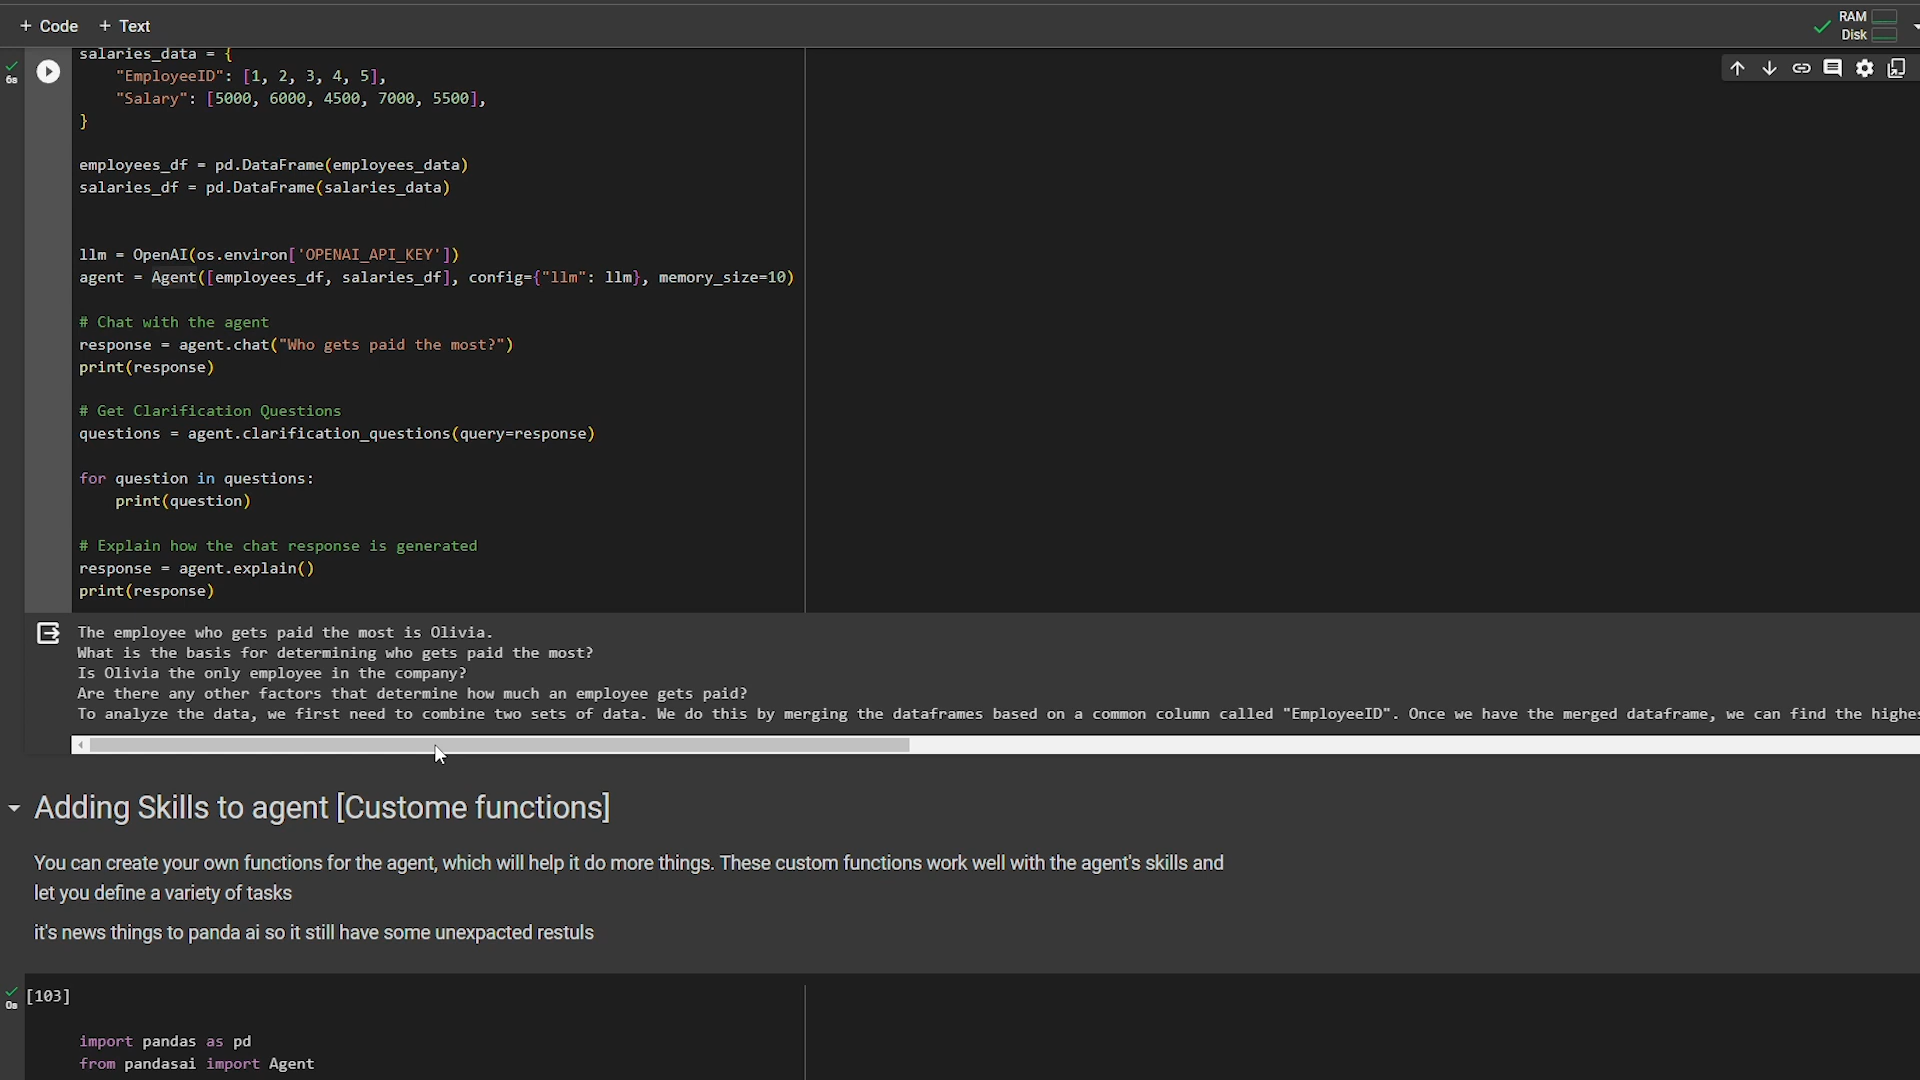 + Code + Text
RAM
Disk
salaries_data = {
6s
"EmployeeID": [1, 2, 3, 4, 5],
"Salary": [5000, 6000, 4500, 7000, 5500],
}
employees_df = pd.DataFrame(employees_data)
salaries_df = pd.DataFrame(salaries_data)
llm = OpenAI(os.environ['OPENAI_API_KEY'])
agent = Agent([employees_df, salaries_df], config={"llm": llm}, memory_size=10)
# Chat with the agent
response = agent.chat("Who gets paid the most?")
print(response)
# Get Clarification Questions
questions = agent.clarification_questions(query=response)
for question in questions:
print(question)
# Explain how the chat response is generated
response = agent.explain()
print(response)
The employee who gets paid the most is Olivia.
What is the basis for determining who gets paid the most?
Is Olivia the only employee in the company?
Are there any other factors that determine how much an employee gets paid?
To analyze the data, we first need to combine two sets of data. We do this by merging the dataframes based on a common column called "EmployeeID". Once we have the merged dataframe, we can find the highes
Adding Skills to agent [Custome functions]
You can create your own functions for the agent, which will help it do more things. These custom functions work well with the agent's skills and
let you define a variety of tasks
it's news things to panda ai so it still have some unexpacted restuls
[103]
0s
import pandas as pd
from pandasai import Agent